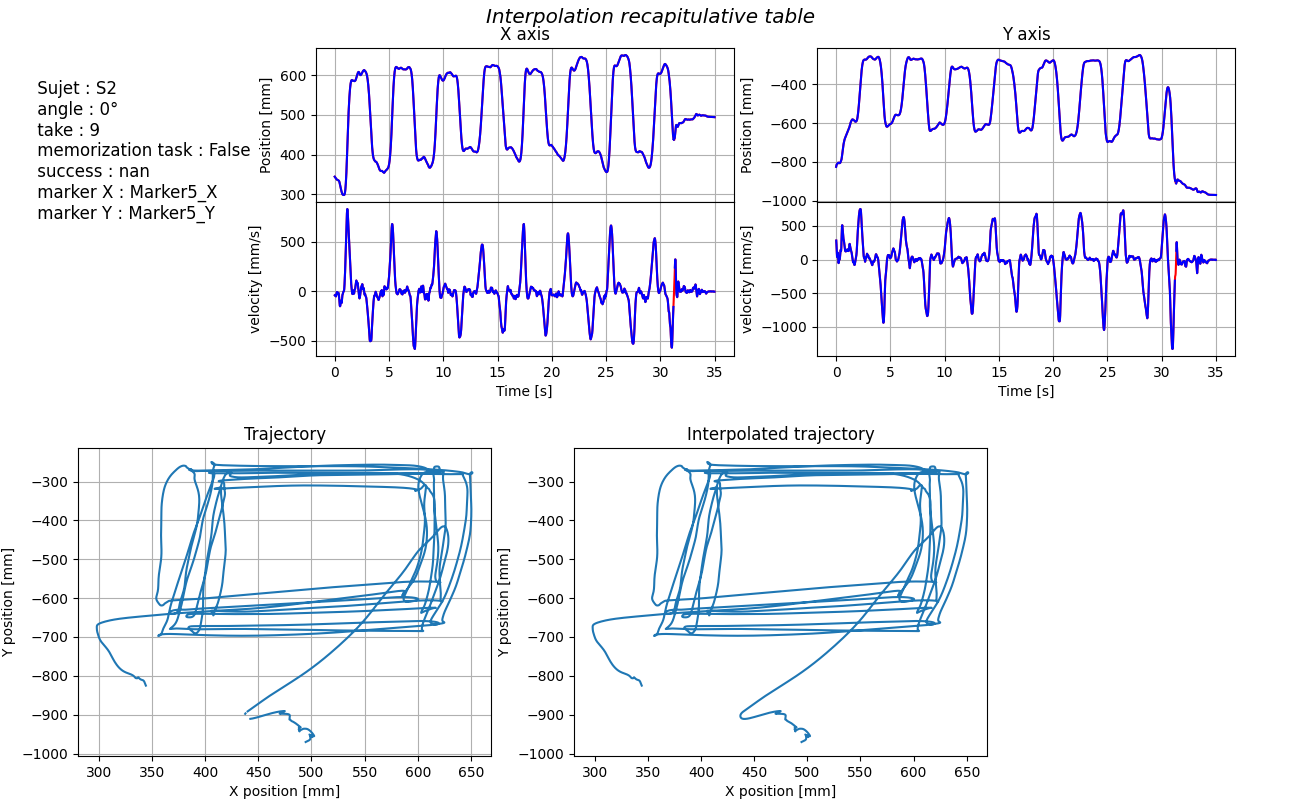 Interpolation recapitulative table
Sujet : S2
angle : 0°
take : 9
memorization task : False
success : nan
marker X : Marker5_X
marker Y : Marker5_Y
X axis
Position [mm]
600
500
400
300
velocity [mm/s]
500
0
−500
0 5 10 15 20 25 30 35
Time [s]
Y axis
Position [mm]
−400
−600
−800
−1000
velocity [mm/s]
500
0
−500
−1000
0 5 10 15 20 25 30 35
Time [s]
Trajectory
Y position [mm]
−300
−400
−500
−600
−700
−800
−900
−1000
300 350 400 450 500 550 600 650
X position [mm]
Interpolated trajectory
Y position [mm]
−300
−400
−500
−600
−700
−800
−900
−1000
300 350 400 450 500 550 600 650
X position [mm]